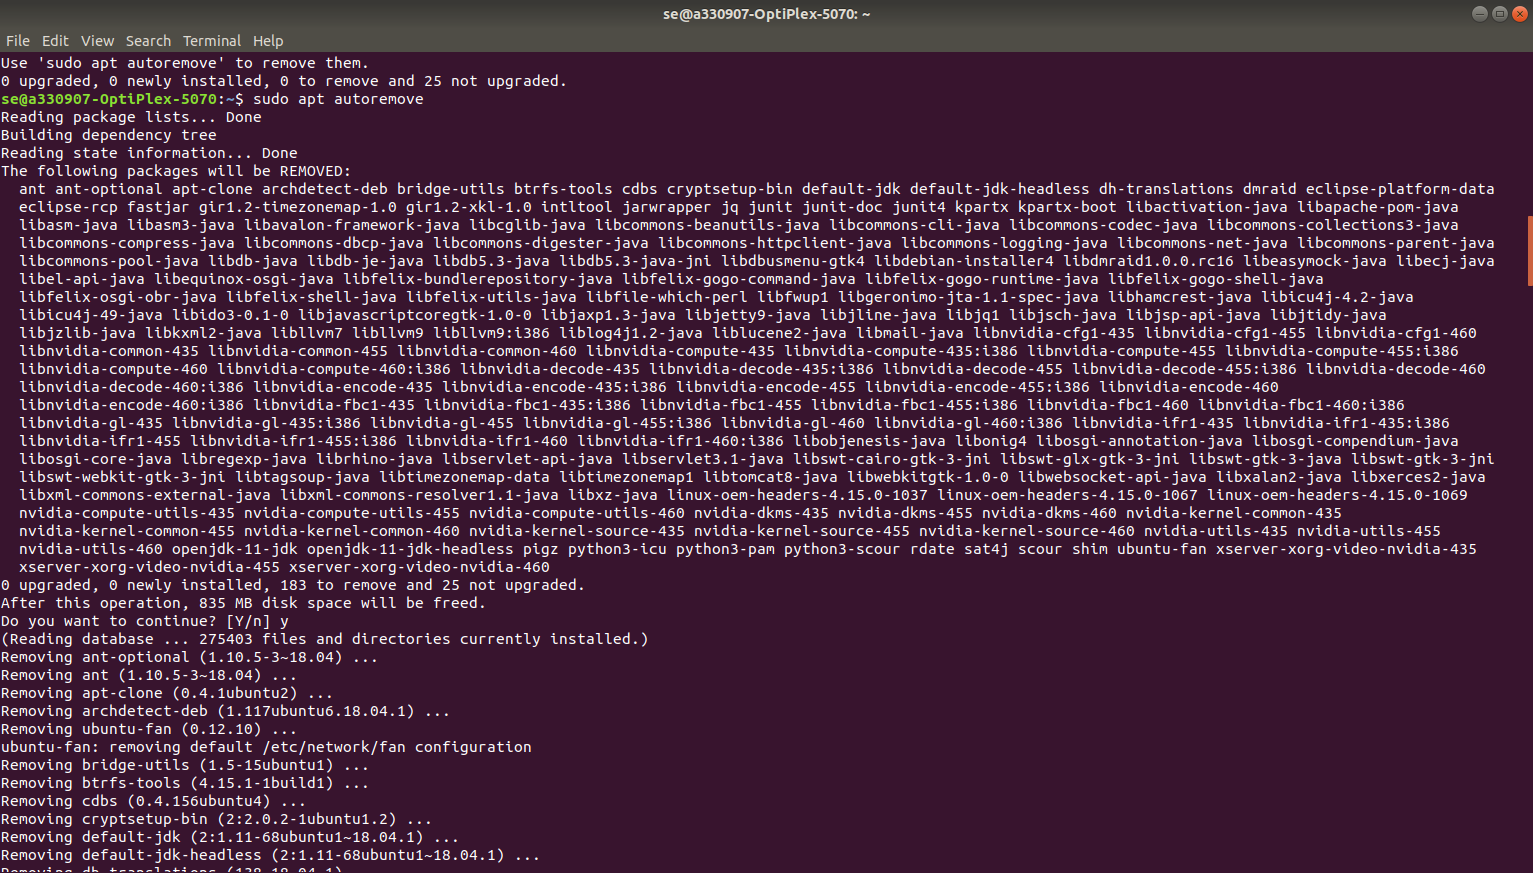 se@a330907-OptiPlex-5070: ~
File Edit View Search Terminal Help
Use 'sudo apt autoremove' to remove them.
0 upgraded, 0 newly installed, 0 to remove and 25 not upgraded.
se@a330907-OptiPlex-5070:~$ sudo apt autoremove
Reading package lists... Done
Building dependency tree
Reading state information... Done
The following packages will be REMOVED:
  ant ant-optional apt-clone archdetect-deb bridge-utils btrfs-tools cdbs cryptsetup-bin default-jdk default-jdk-headless dh-translations dmraid eclipse-platform-data
  eclipse-rcp fastjar gir1.2-timezonemap-1.0 gir1.2-xkl-1.0 intltool jarwrapper jq junit junit-doc junit4 kpartx kpartx-boot libactivation-java libapache-pom-java
  libasm-java libasm3-java libavalon-framework-java libcglib-java libcommons-beanutils-java libcommons-cli-java libcommons-codec-java libcommons-collections3-java
  libcommons-compress-java libcommons-dbcp-java libcommons-digester-java libcommons-httpclient-java libcommons-logging-java libcommons-net-java libcommons-parent-java
  libcommons-pool-java libdb-java libdb-je-java libdb5.3-java libdb5.3-java-jni libdbusmenu-gtk4 libdebian-installer4 libdmraid1.0.0.rc16 libeasymock-java libecj-java
  libel-api-java libequinox-osgi-java libfelix-bundlerepository-java libfelix-gogo-command-java libfelix-gogo-runtime-java libfelix-gogo-shell-java
  libfelix-osgi-obr-java libfelix-shell-java libfelix-utils-java libfile-which-perl libfwup1 libgeronimo-jta-1.1-spec-java libhamcrest-java libicu4j-4.2-java
  libicu4j-49-java libido3-0.1-0 libjavascriptcoregtk-1.0-0 libjaxp1.3-java libjetty9-java libjline-java libjq1 libjsch-java libjsp-api-java libjtidy-java
  libjzlib-java libkxml2-java libllvm7 libllvm9 libllvm9:i386 liblog4j1.2-java liblucene2-java libmail-java libnvidia-cfg1-435 libnvidia-cfg1-455 libnvidia-cfg1-460
  libnvidia-common-435 libnvidia-common-455 libnvidia-common-460 libnvidia-compute-435 libnvidia-compute-435:i386 libnvidia-compute-455 libnvidia-compute-455:i386
  libnvidia-compute-460 libnvidia-compute-460:i386 libnvidia-decode-435 libnvidia-decode-435:i386 libnvidia-decode-455 libnvidia-decode-455:i386 libnvidia-decode-460
  libnvidia-decode-460:i386 libnvidia-encode-435 libnvidia-encode-435:i386 libnvidia-encode-455 libnvidia-encode-455:i386 libnvidia-encode-460
  libnvidia-encode-460:i386 libnvidia-fbc1-435 libnvidia-fbc1-435:i386 libnvidia-fbc1-455 libnvidia-fbc1-455:i386 libnvidia-fbc1-460 libnvidia-fbc1-460:i386
  libnvidia-gl-435 libnvidia-gl-435:i386 libnvidia-gl-455 libnvidia-gl-455:i386 libnvidia-gl-460 libnvidia-gl-460:i386 libnvidia-ifr1-435 libnvidia-ifr1-435:i386
  libnvidia-ifr1-455 libnvidia-ifr1-455:i386 libnvidia-ifr1-460 libnvidia-ifr1-460:i386 libobjenesis-java libonig4 libosgi-annotation-java libosgi-compendium-java
  libosgi-core-java libregexp-java librhino-java libservlet-api-java libservlet3.1-java libswt-cairo-gtk-3-jni libswt-glx-gtk-3-jni libswt-gtk-3-java libswt-gtk-3-jni
  libswt-webkit-gtk-3-jni libtagsoup-java libtimezonemap-data libtimezonemap1 libtomcat8-java libwebkitgtk-1.0-0 libwebsocket-api-java libxalan2-java libxerces2-java
  libxml-commons-external-java libxml-commons-resolver1.1-java libxz-java linux-oem-headers-4.15.0-1037 linux-oem-headers-4.15.0-1067 linux-oem-headers-4.15.0-1069
  nvidia-compute-utils-435 nvidia-compute-utils-455 nvidia-compute-utils-460 nvidia-dkms-435 nvidia-dkms-455 nvidia-dkms-460 nvidia-kernel-common-435
  nvidia-kernel-common-455 nvidia-kernel-common-460 nvidia-kernel-source-435 nvidia-kernel-source-455 nvidia-kernel-source-460 nvidia-utils-435 nvidia-utils-455
  nvidia-utils-460 openjdk-11-jdk openjdk-11-jdk-headless pigz python3-icu python3-pam python3-scour rdate sat4j scour shim ubuntu-fan xserver-xorg-video-nvidia-435
  xserver-xorg-video-nvidia-455 xserver-xorg-video-nvidia-460
0 upgraded, 0 newly installed, 183 to remove and 25 not upgraded.
After this operation, 835 MB disk space will be freed.
Do you want to continue? [Y/n] y
(Reading database ... 275403 files and directories currently installed.)
Removing ant-optional (1.10.5-3~18.04) ...
Removing ant (1.10.5-3~18.04) ...
Removing apt-clone (0.4.1ubuntu2) ...
Removing archdetect-deb (1.117ubuntu6.18.04.1) ...
Removing ubuntu-fan (0.12.10) ...
ubuntu-fan: removing default /etc/network/fan configuration
Removing bridge-utils (1.5-15ubuntu1) ...
Removing btrfs-tools (4.15.1-1build1) ...
Removing cdbs (0.4.156ubuntu4) ...
Removing cryptsetup-bin (2:2.0.2-1ubuntu1.2) ...
Removing default-jdk (2:1.11-68ubuntu1~18.04.1) ...
Removing default-jdk-headless (2:1.11-68ubuntu1~18.04.1) ...
Removing dh-translations (138.18.04.1)